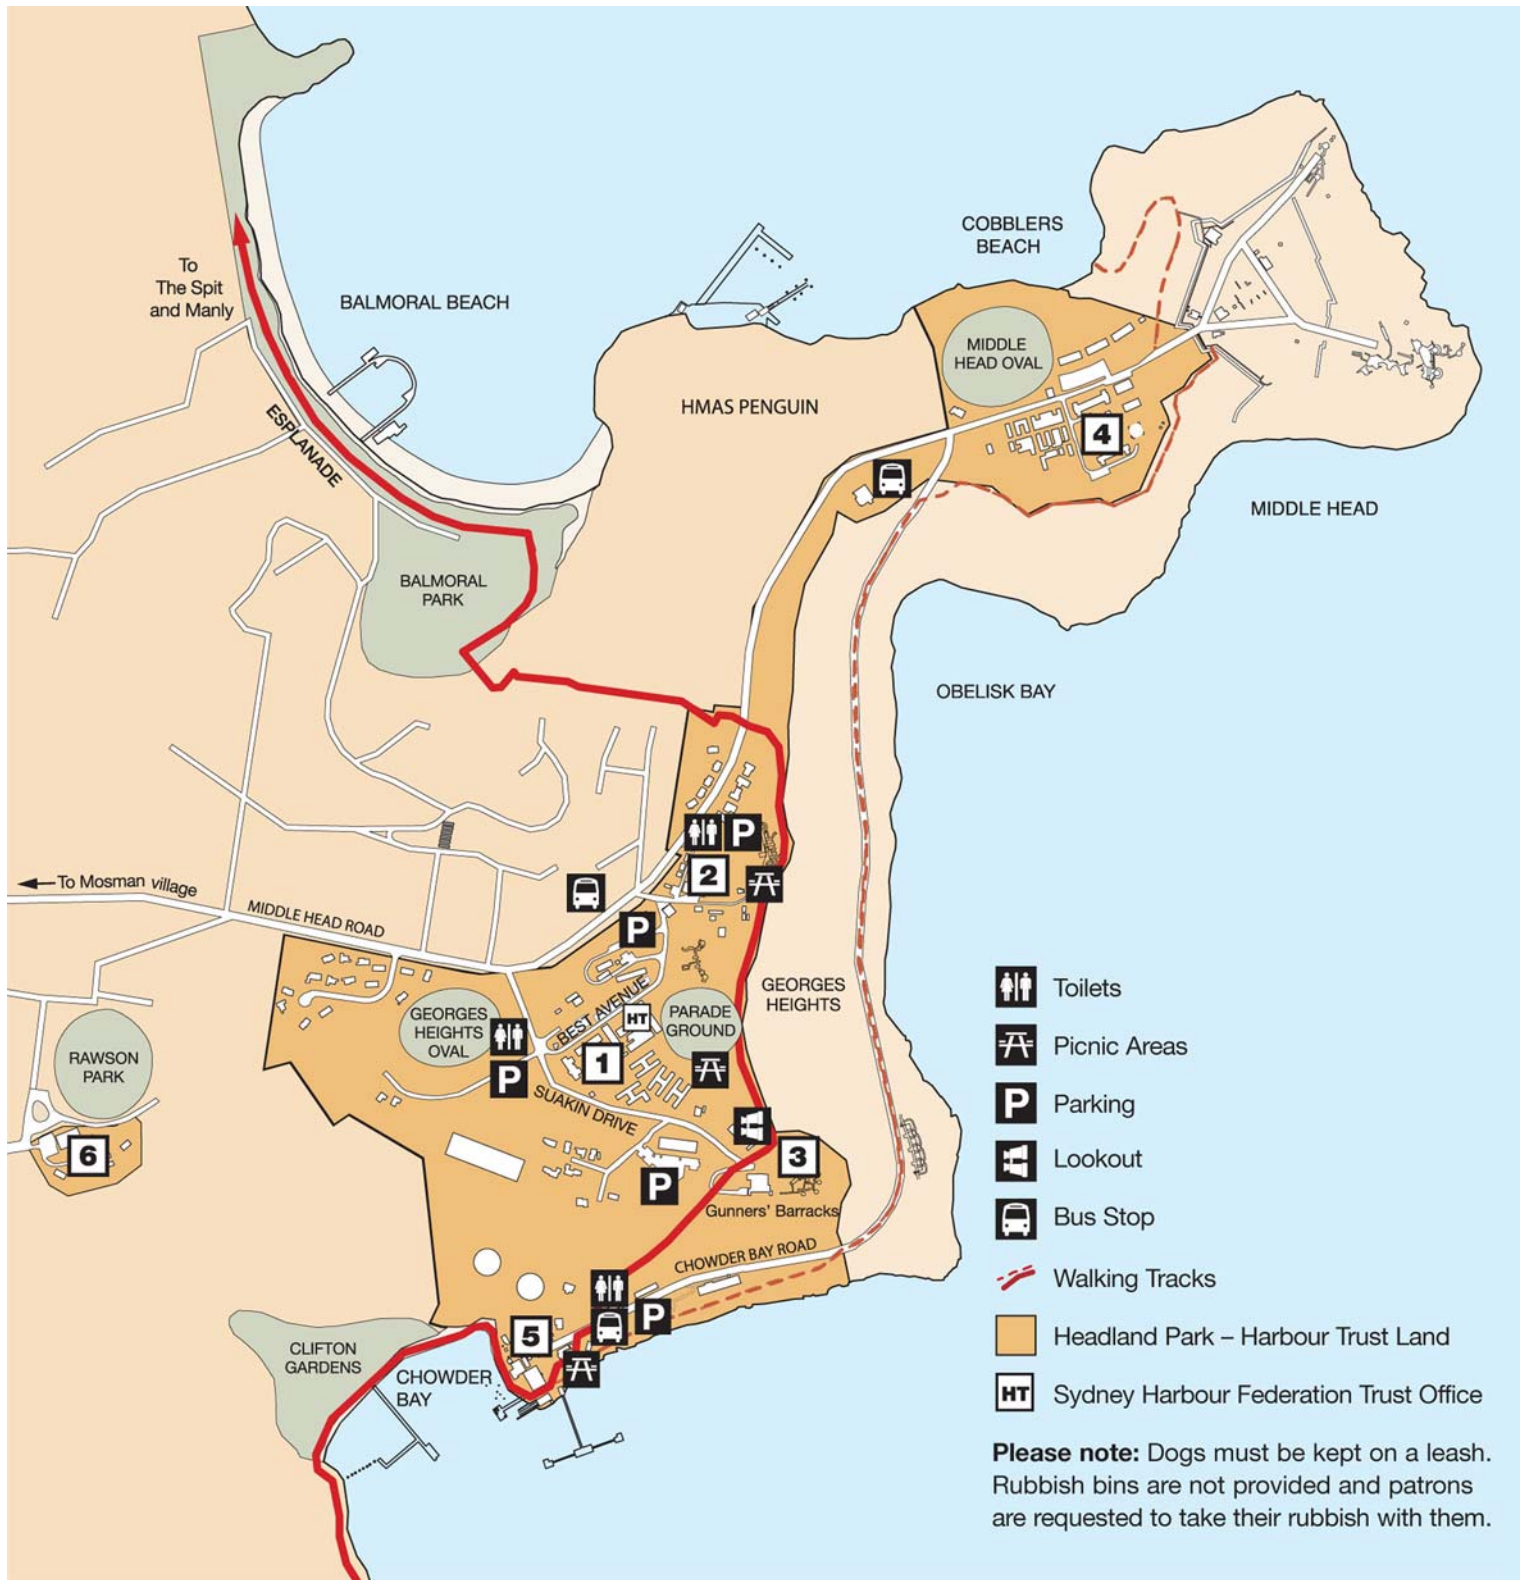 To
The Spit
and Manly
BALMORAL BEACH
COBBLERS
BEACH
MIDDLE
HEAD OVAL
HMAS PENGUIN
ESPLANADE
4
MIDDLE HEAD
BALMORAL
PARK
OBELISK BAY
P
2
To Mosman village
MIDDLE HEAD ROAD
P
GEORGES
HEIGHTS
BEST AVENUE
GEORGES
HEIGHTS
OVAL
HT
PARADE
GROUND
RAWSON
PARK
1
P
SUAKIN DRIVE
6
3
P
Gunners' Barracks
CHOWDER BAY ROAD
P
5
CLIFTON
GARDENS
CHOWDER
BAY
Toilets
Picnic Areas
P Parking
Lookout
Bus Stop
Walking Tracks
Headland Park – Harbour Trust Land
HT Sydney Harbour Federation Trust Office
Please note: Dogs must be kept on a leash.
Rubbish bins are not provided and patrons
are requested to take their rubbish with them.